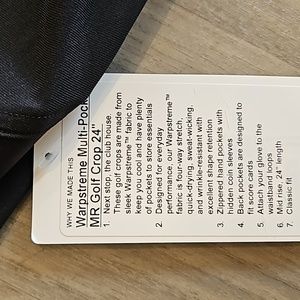 WHY WE MADE THIS
Warpstreme Multi-Pock
MR Golf Crop 24"
1. Next stop, the club house.
These golf crops are made from
sleek Warpstreme™ fabric to
keep you cool and have plenty
of pockets to store essentials
2. Designed for everyday
performance, our Warpstreme™
fabric is four-way stretch,
quick-drying, sweat-wicking,
and wrinkle-resistant with
excellent shape retention
3. Zippered hand pockets with
hidden coin sleeves
4. Back pockets are designed to
fit score cards
5. Attach your glove to the
waistband loops
6. Mid rise, 24" length
7. Classic fit